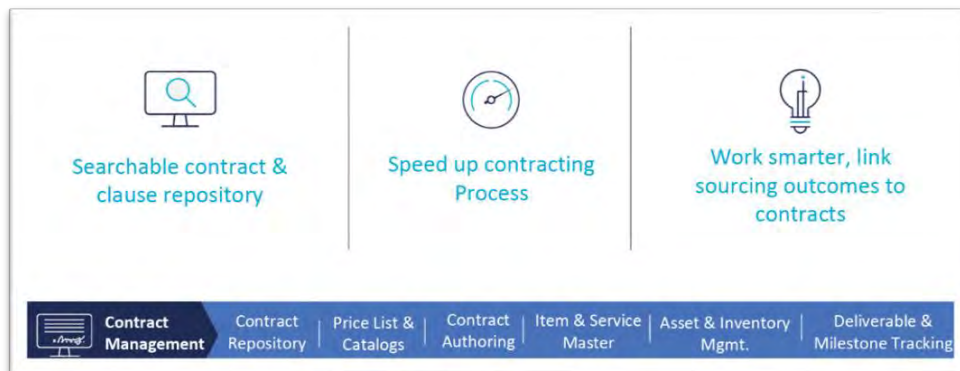 Searchable contract &
clause repository
Speed up contracting
Process
Work smarter, link
sourcing outcomes to
contracts
Contract
Management
Contract
Repository
Price List &
Catalogs
Contract
Authoring
Item & Service
Master
Asset & Inventory
Mgmt.
Deliverable &
Milestone Tracking